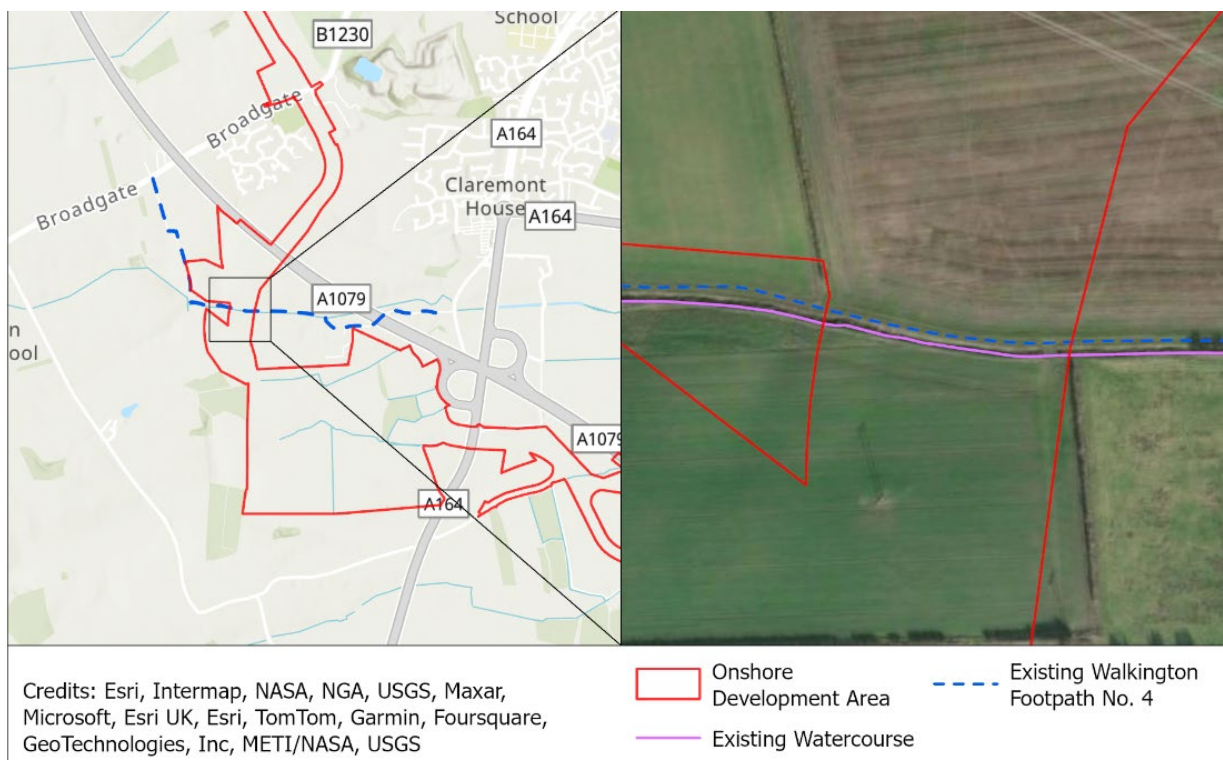 School
B1230
Broadgate
A164
Claremont
House
A164
Broadgate
A1079
n
ool
A1079
A164
Credits: Esri, Intermap, NASA, NGA, USGS, Maxar,
Microsoft, Esri UK, Esri, TomTom, Garmin, Foursquare,
GeoTechnologies, Inc, METI/NASA, USGS
Onshore
Development Area
Existing Walkington
Footpath No. 4
Existing Watercourse